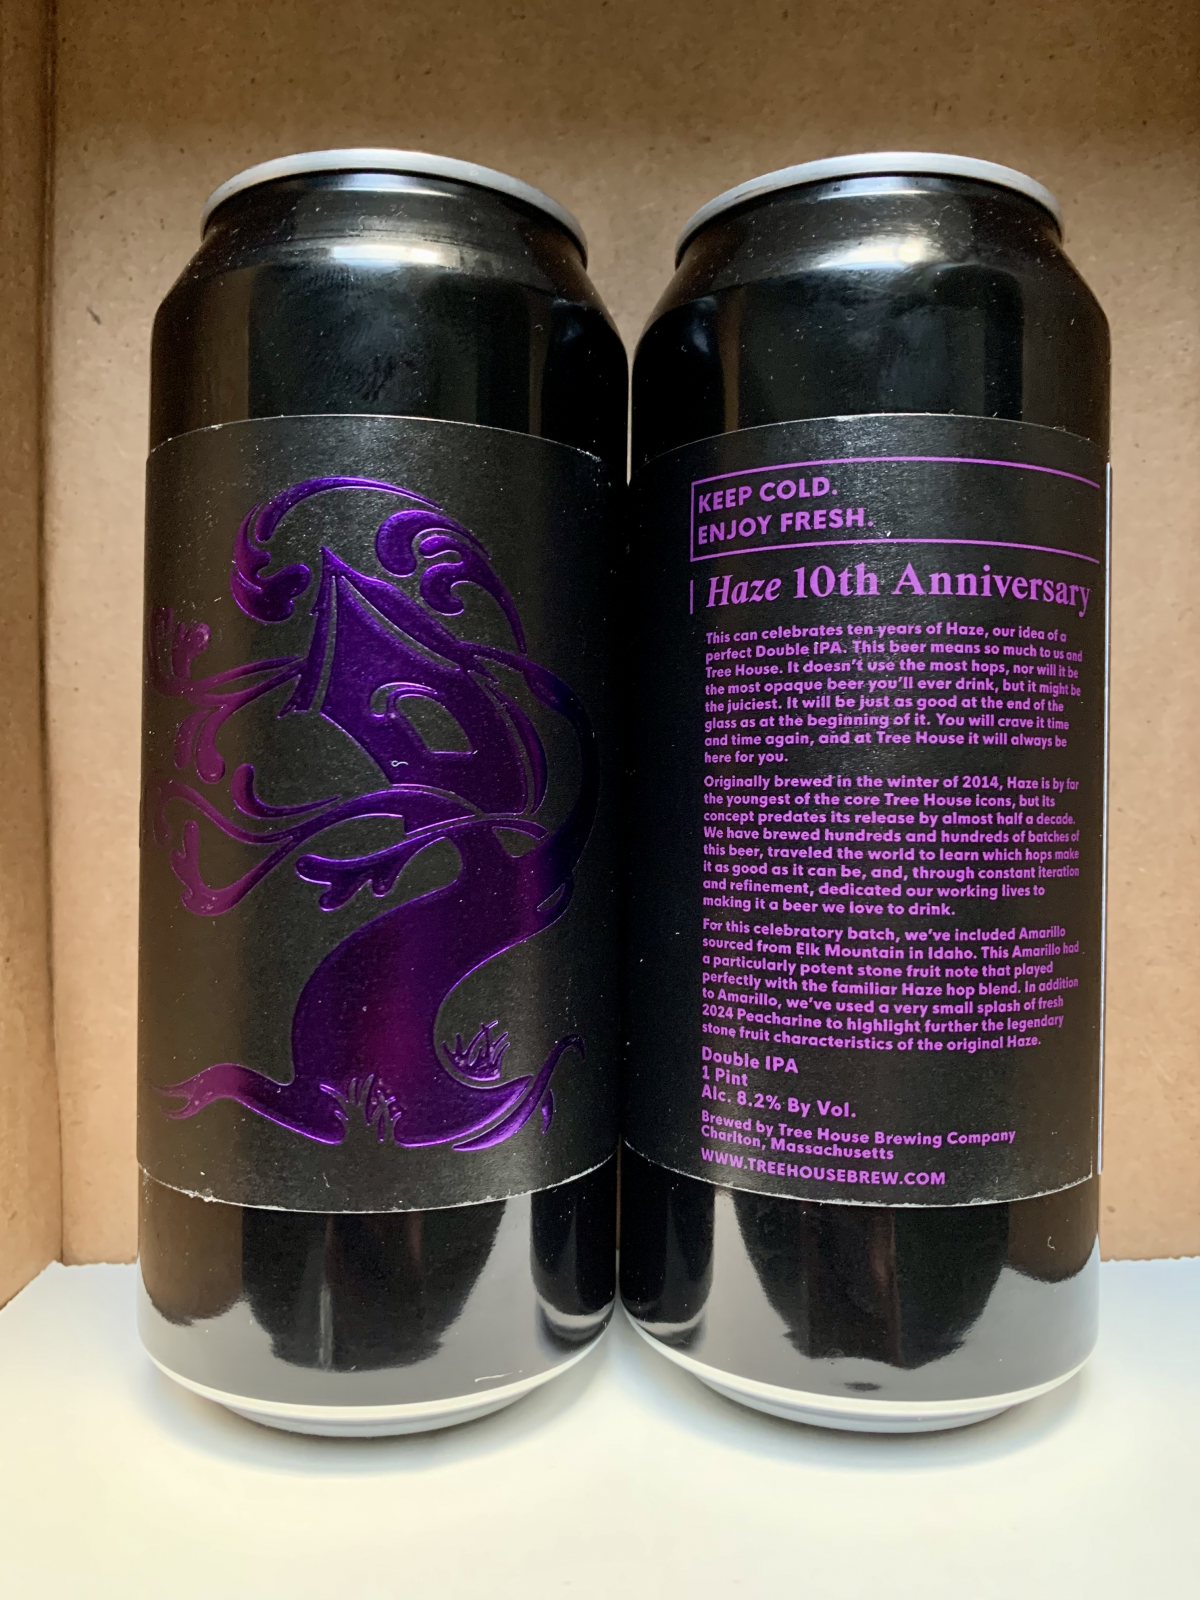 KEEP COLD.
ENJOY FRESH.
Haze 10th Anniversary
This can celebrates ten years of Haze, our idea of a
perfect Double IPA. This beer means so much to us and
Tree House. It doesn't use the most hops, nor will it be
the most opaque beer you'll ever drink, but it might be
the juiciest. It will be just as good at the end of the
glass as at the beginning of it. You will crave it time
and time again, and at Tree House it will always be
here for you.
Originally brewed in the winter of 2014, Haze is by far
the youngest of the core Tree House icons, but its
concept predates its release by almost half a decade.
We have brewed hundreds and hundreds of batches of
this beer, traveled the world to learn which hops make
it as good as it can be, and, through constant iteration
and refinement, dedicated our working lives to
making it a beer we love to drink.
For this celebratory batch, we've included Amarillo
sourced from Elk Mountain in Idaho. This Amarillo had
a particularly potent stone fruit note that played
perfectly with the familiar Haze hop blend. In addition
to Amarillo, we've used a very small splash of fresh
2024 Peacharine to highlight further the legendary
stone fruit characteristics of the original Haze.
Double IPA
1 Pint
Alc. 8.2% By Vol.
Brewed by Tree House Brewing Company
Charlton, Massachusetts
WWW.TREEHOUSEBREW.COM